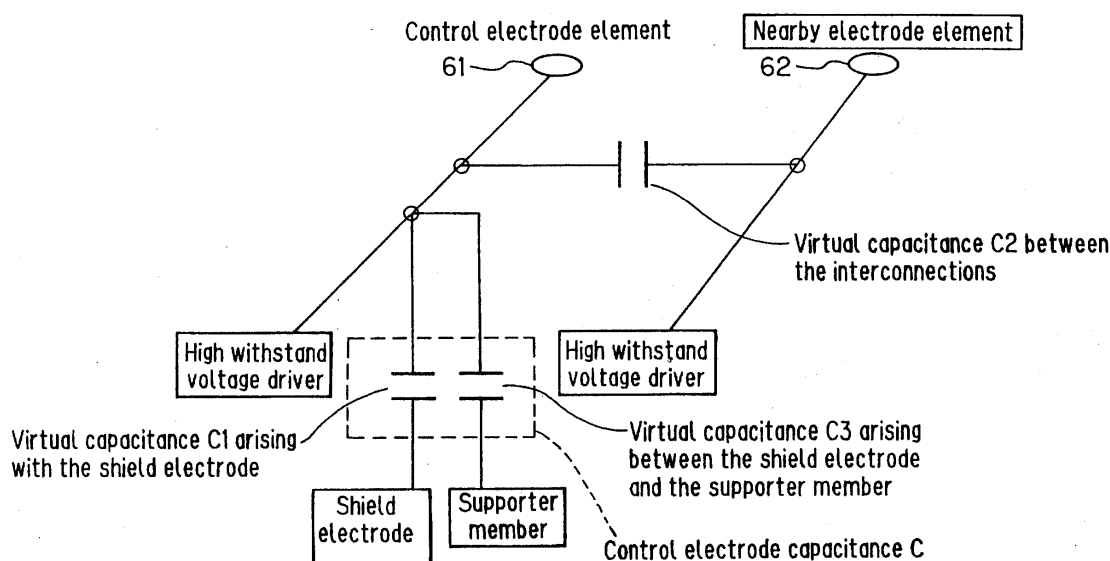 Control electrode element
61
Nearby electrode element
62
Virtual capacitance C2 between
the interconnections
High withstand
voltage driver
High withstand
voltage driver
Virtual capacitance C1 arising
with the shield electrode
Virtual capacitance C3 arising
between the shield electrode
and the supporter member
Shield
electrode
Supporter
member
Control electrode capacitance C